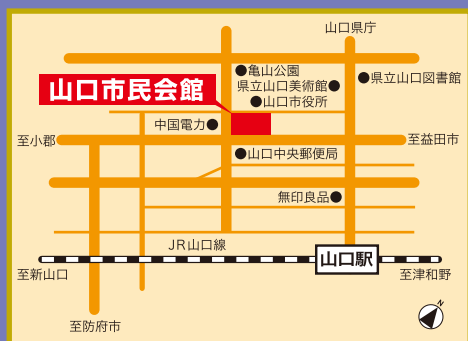 山口県庁
亀山公園
県立山口美術館
県立山口図書館
山口市民会館
山口市役所
中国電力
至小郡
至益田市
山口中央郵便局
無印良品
JR山口線
山口駅
至新山口
至津和野
至防府市
N